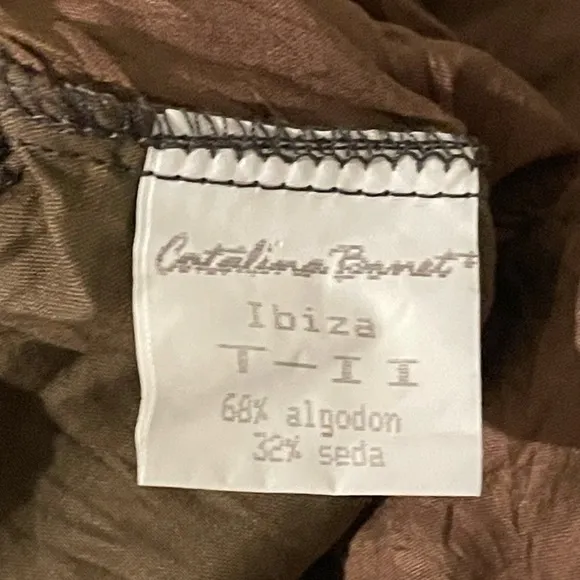 Catalina Bonet
Ibiza
T-II
68% algodon
32% seda